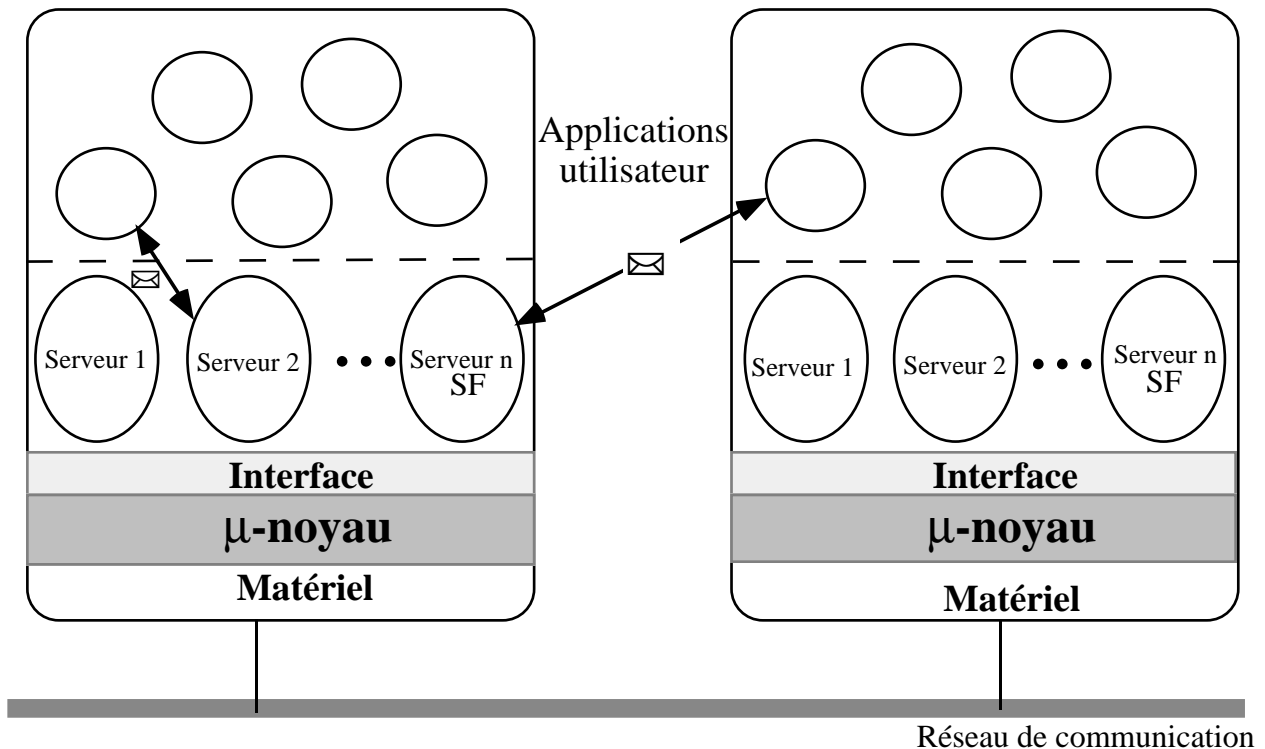 Applications
utilisateur
Serveur 1
Serveur 2
Serveur n
SF
Serveur 1
Serveur 2
Serveur n
SF
Interface
μ-noyau
Matériel
Interface
μ-noyau
Matériel
Réseau de communication